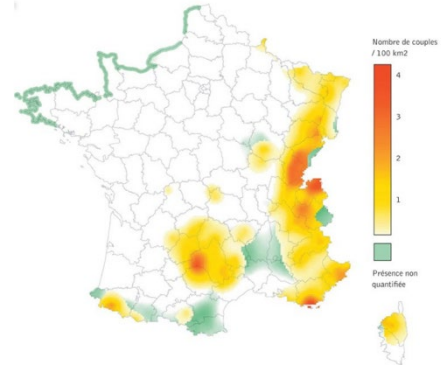 Nombre de couples
/ 100 km2
4
3
2
1
Présence non
quantifiée